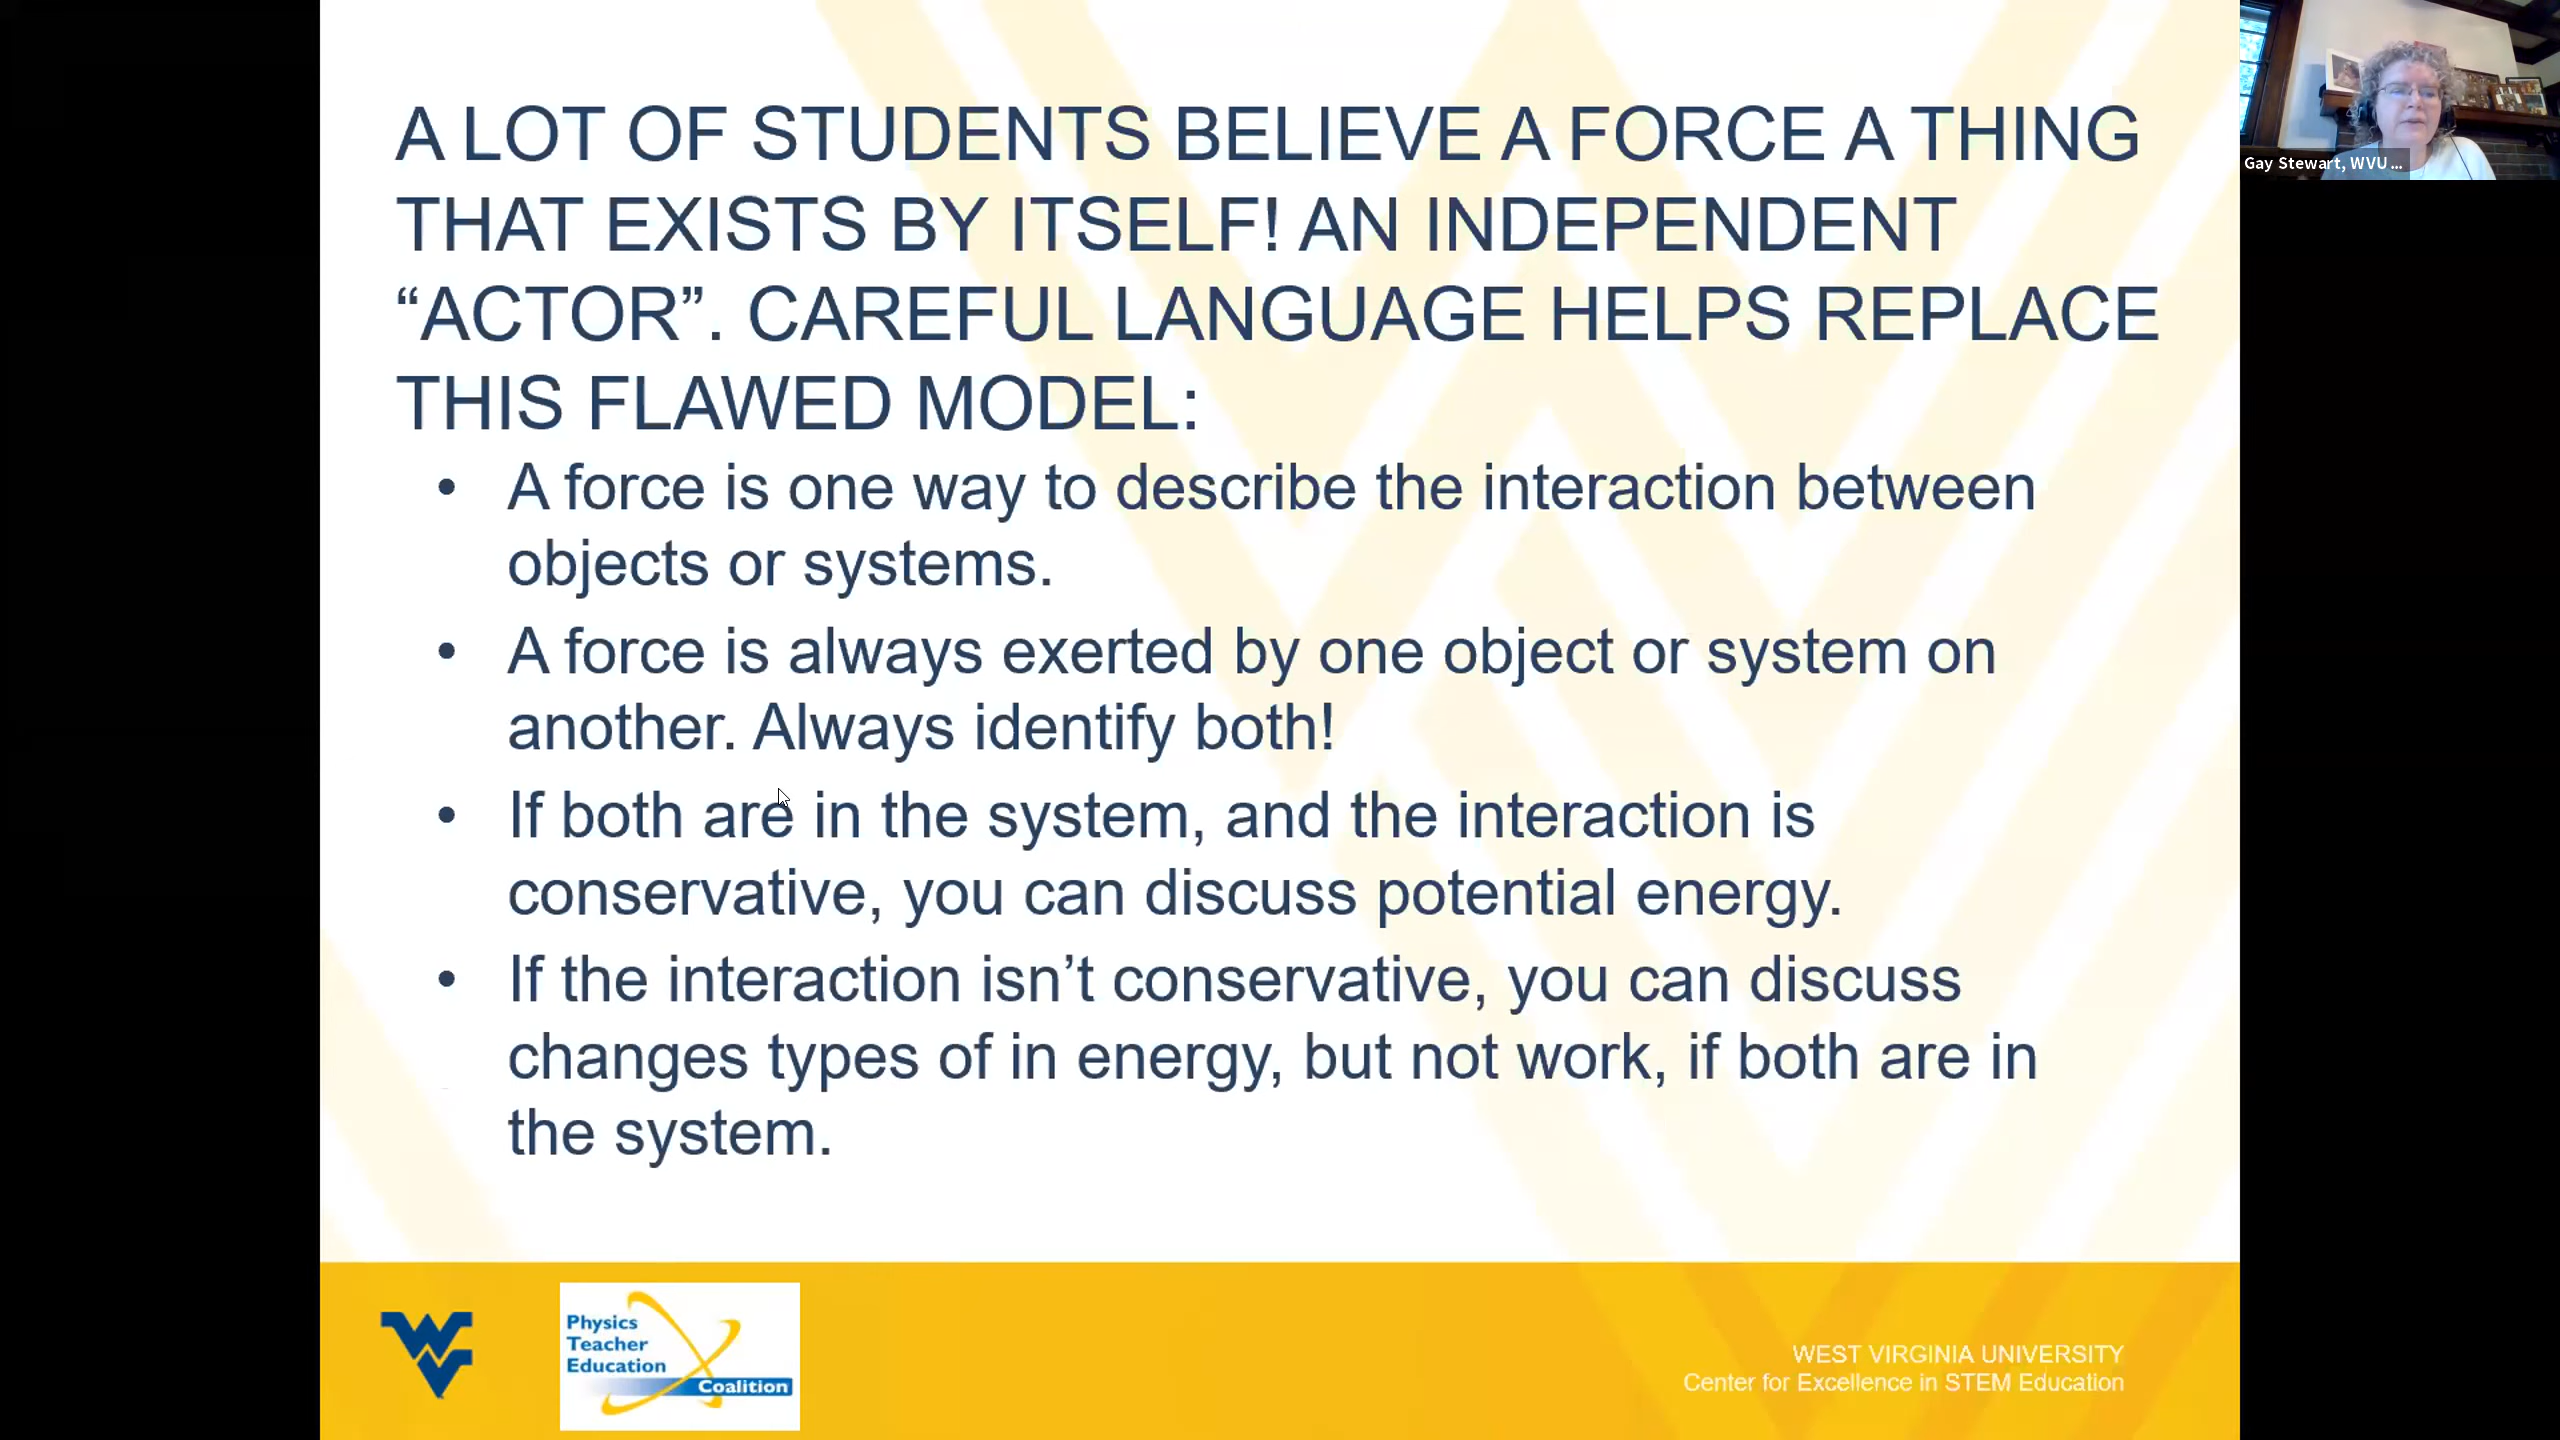 A LOT OF STUDENTS BELIEVE A FORCE A THING
THAT EXISTS BY ITSELF! AN INDEPENDENT
“ACTOR”. CAREFUL LANGUAGE HELPS REPLACE
THIS FLAWED MODEL:
• A force is one way to describe the interaction between
objects or systems.
• A force is always exerted by one object or system on
another. Always identify both!
• If both are in the system, and the interaction is
conservative, you can discuss potential energy.
• If the interaction isn’t conservative, you can discuss
changes types of in energy, but not work, if both are in
the system.
Gay Stewart, WVU ...
WV
Physics
Teacher
Education
Coalition
WEST VIRGINIA UNIVERSITY
Center for Excellence in STEM Education